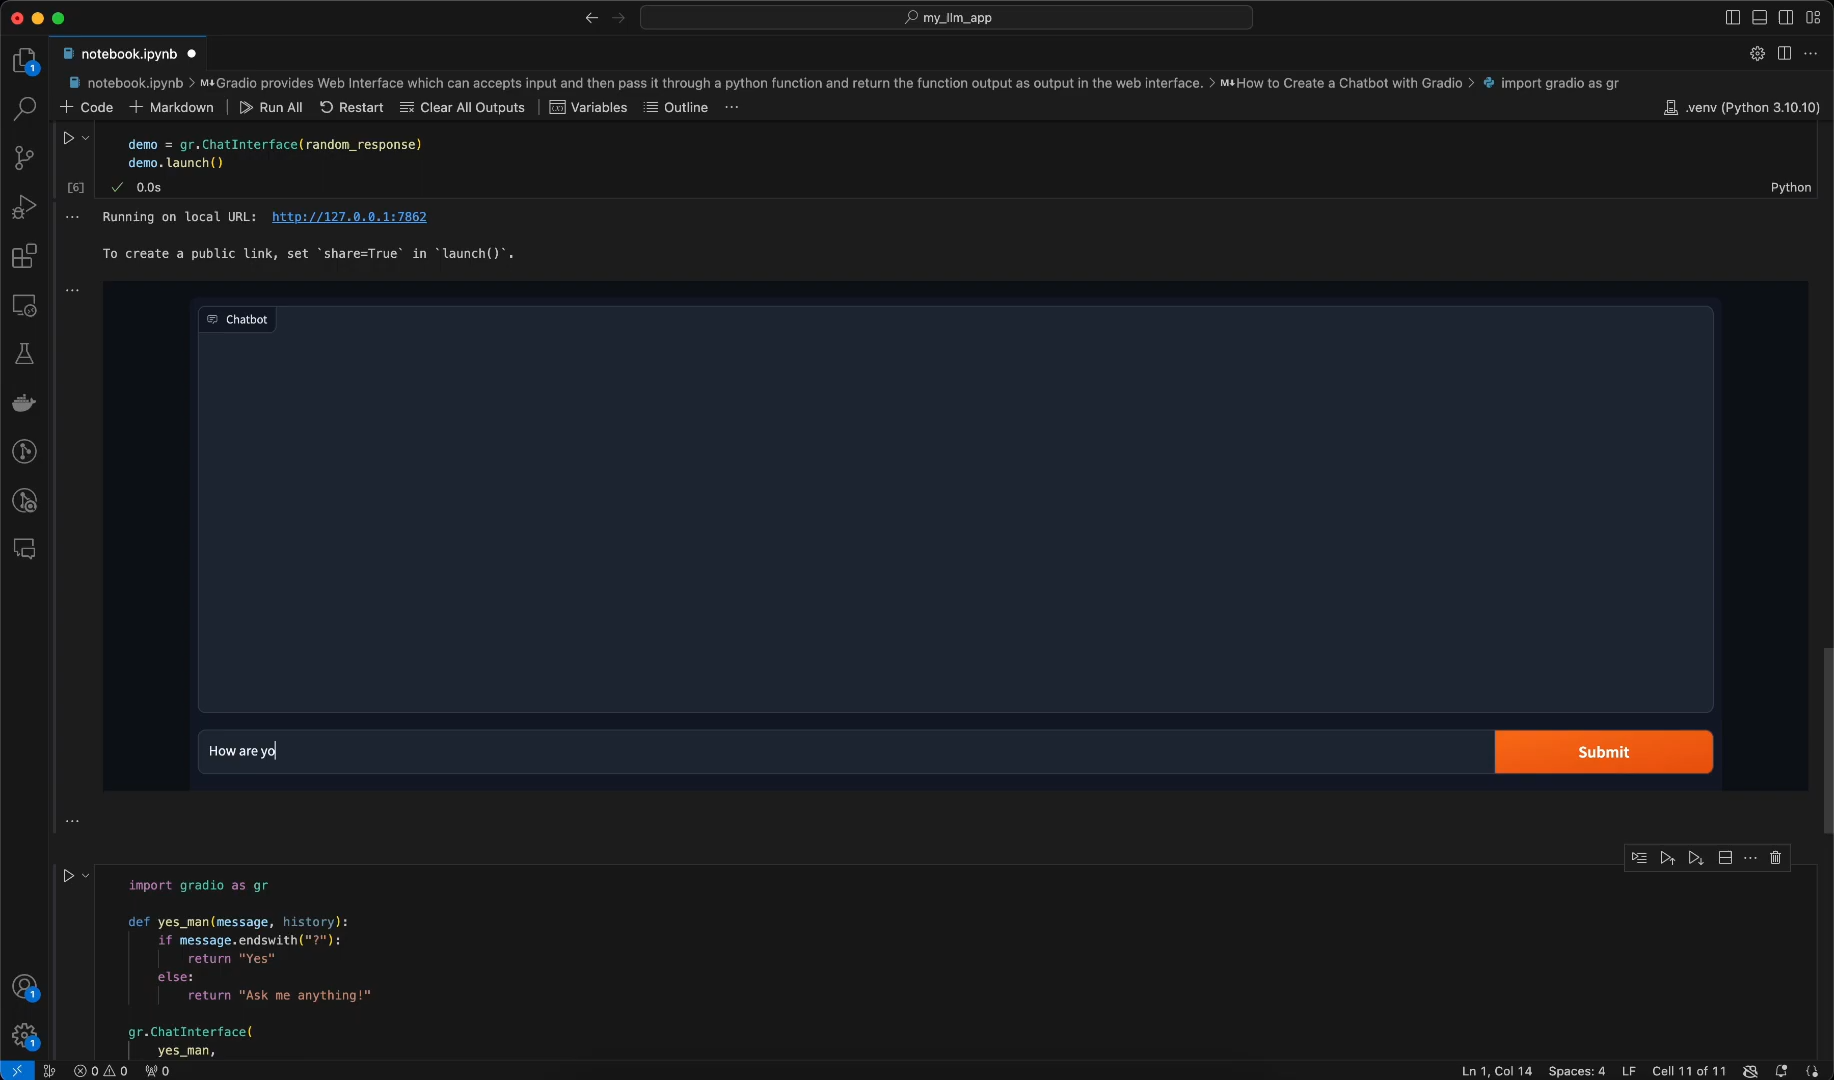 my_llm_app
notebook.ipynb
notebook.ipynb > M↓Gradio provides Web Interface which can accepts input and then pass it through a python function and return the function output as output in the web interface. > M↓How to Create a Chatbot with Gradio > import gradio as gr
+ Code + Markdown Run All Restart Clear All Outputs Variables Outline ... .venv (Python 3.10.10)
demo = gr.ChatInterface(random_response)
demo.launch()
[6] 0.0s Python
Running on local URL: http://127.0.0.1:7862
To create a public link, set `share=True` in `launch()`.
Chatbot
How are yo Submit
import gradio as gr
def yes_man(message, history):
if message.endswith("?"):
return "Yes"
else:
return "Ask me anything!"
gr.ChatInterface(
yes_man,
1
1
1
0 0 0 Ln 1, Col 14 Spaces: 4 LF Cell 11 of 11